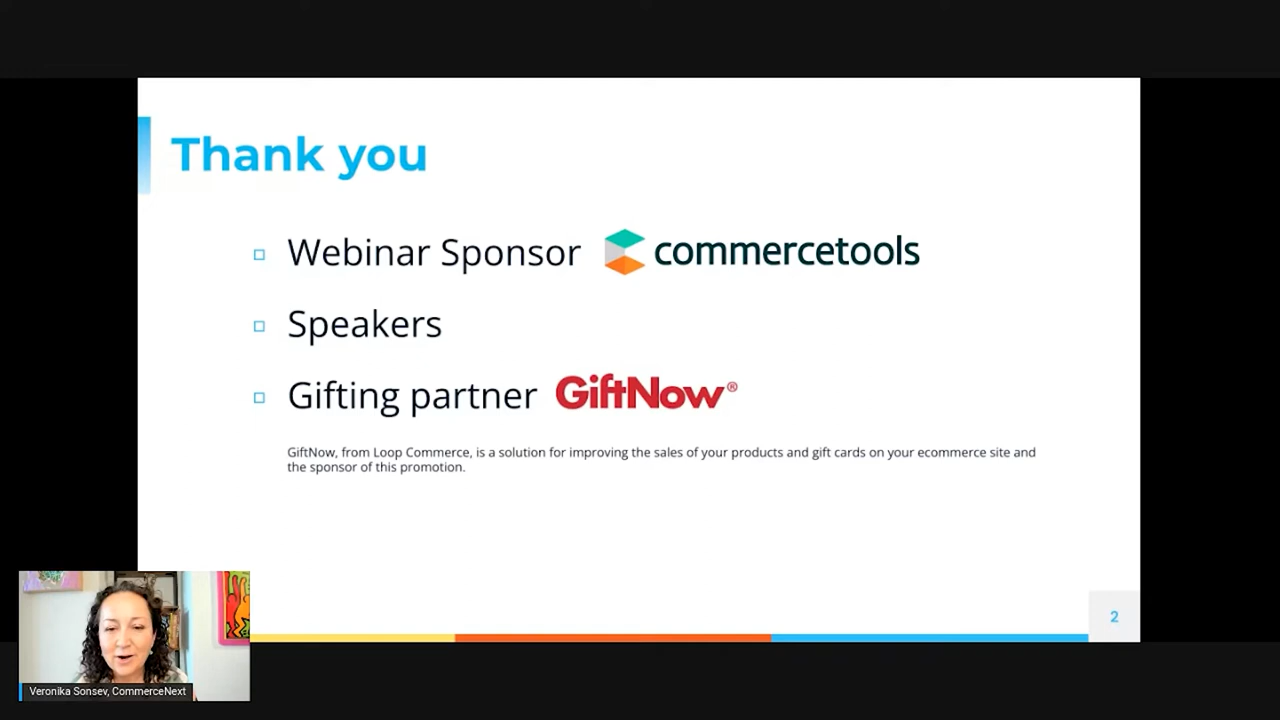 Thank you
Webinar Sponsor commercetools
Speakers
Gifting partner GiftNow®
GiftNow, from Loop Commerce, is a solution for improving the sales of your products and gift cards on your ecommerce site and
the sponsor of this promotion.
2
Veronika Sonsev, CommerceNext